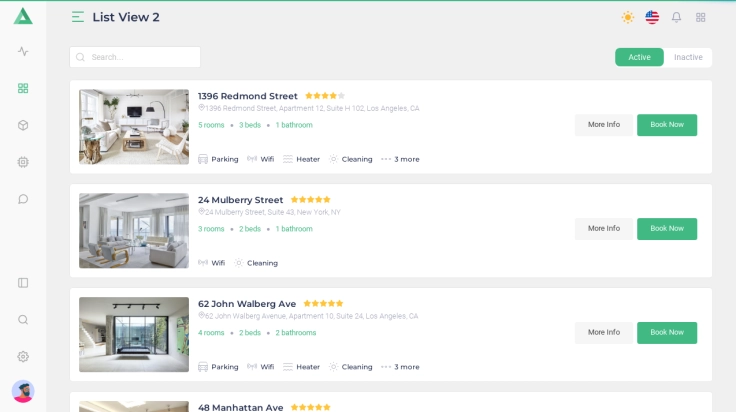 List View 2
Search...
Active
Inactive
1396 Redmond Street
1396 Redmond Street, Apartment 12, Suite H 102, Los Angeles, CA
5 rooms • 3 beds • 1 bathroom
More Info
Book Now
Parking Wifi Heater Cleaning ••• 3 more
24 Mulberry Street
24 Mulberry Street, Suite 43, New York, NY
3 rooms • 2 beds • 1 bathroom
More Info
Book Now
Wifi Cleaning
62 John Walberg Ave
62 John Walberg Avenue, Apartment 10, Suite 24, Los Angeles, CA
4 rooms • 2 beds • 2 bathrooms
More Info
Book Now
Parking Wifi Heater Cleaning ••• 3 more
48 Manhattan Ave